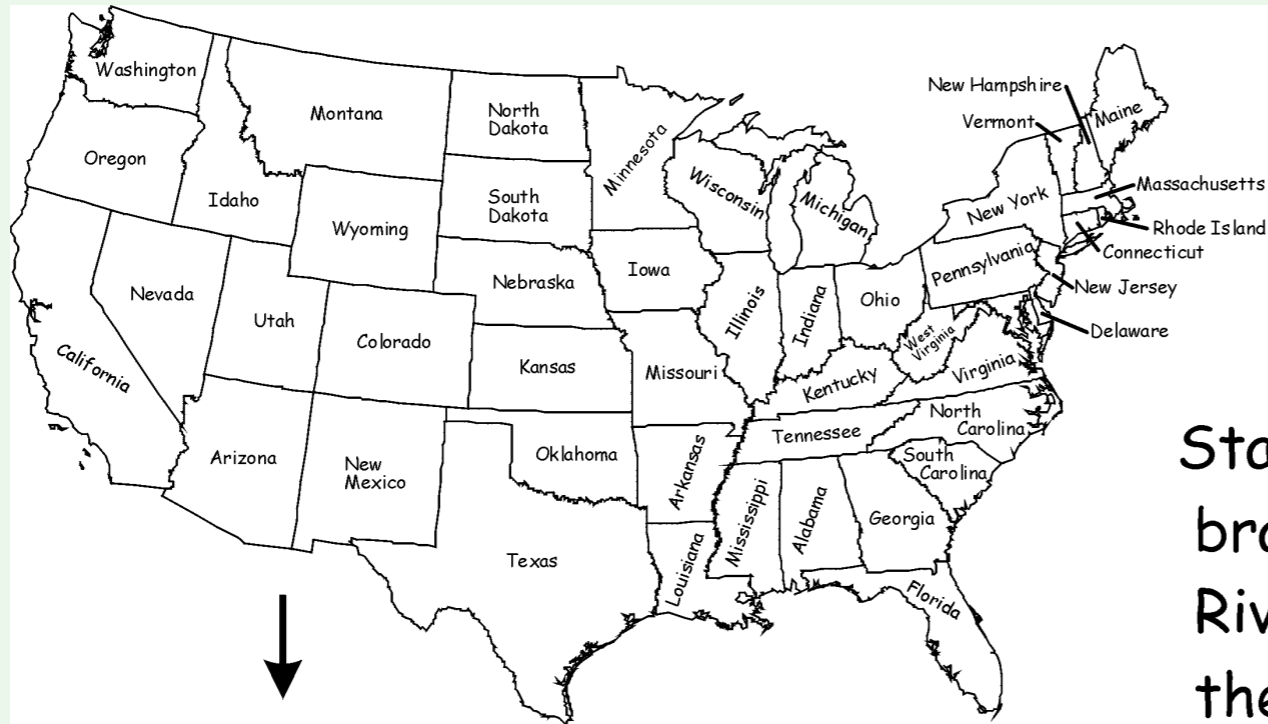 Washington
Montana
North
Dakota
Minnesota
New Hampshire
Vermont
Maine
Oregon
Idaho
Wyoming
South
Dakota
Wisconsin
Michigan
New York
Massachusetts
Rhode Island
Connecticut
Nevada
Utah
Colorado
Nebraska
Iowa
Illinois
Indiana
Ohio
Pennsylvania
New Jersey
Delaware
California
Kansas
Missouri
Kentucky
West
Virginia
Virginia
Arizona
New
Mexico
Oklahoma
Arkansas
Tennessee
North
Carolina
South
Carolina
Texas
Louisiana
Mississippi
Alabama
Georgia
Florida
Riv
the